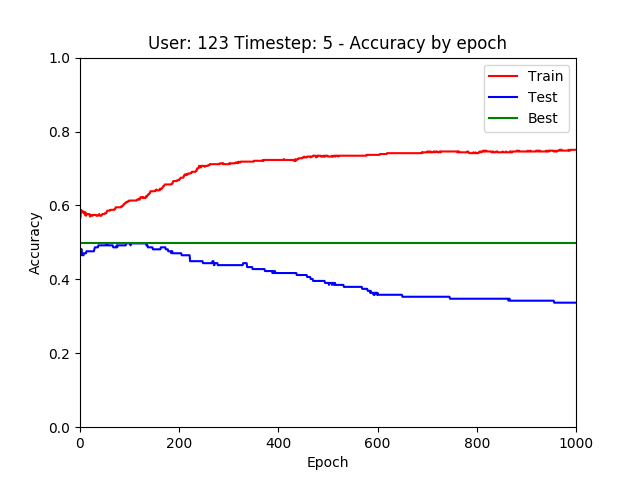 User: 123 Timestep: 5 - Accuracy by epoch
1.0
0.8
0.6
0.4
0.2
0.0
Accuracy
Train
Test
Best
0 200 400 600 800 1000
Epoch